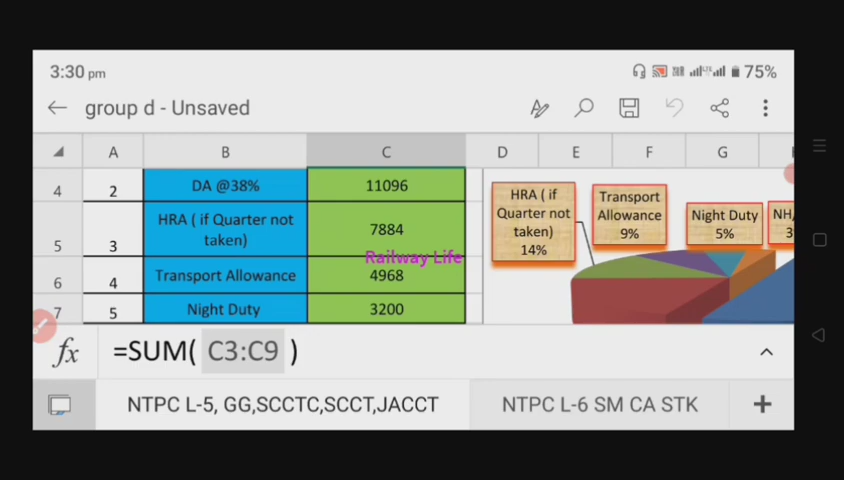 3:30 pm
75%
group d - Unsaved
A B C D E F G
4 2 DA @38% 11096
5 3 HRA ( if Quarter not taken) 7884
Railway Life
6 4 Transport Allowance 4968
7 5 Night Duty 3200
HRA ( if
Quarter not
taken)
14%
Transport
Allowance
9%
Night Duty
5%
NH,
3
fx =SUM( C3:C9 )
NTPC L-5, GG,SCCTC,SCCT,JACCT
NTPC L-6 SM CA STK
+